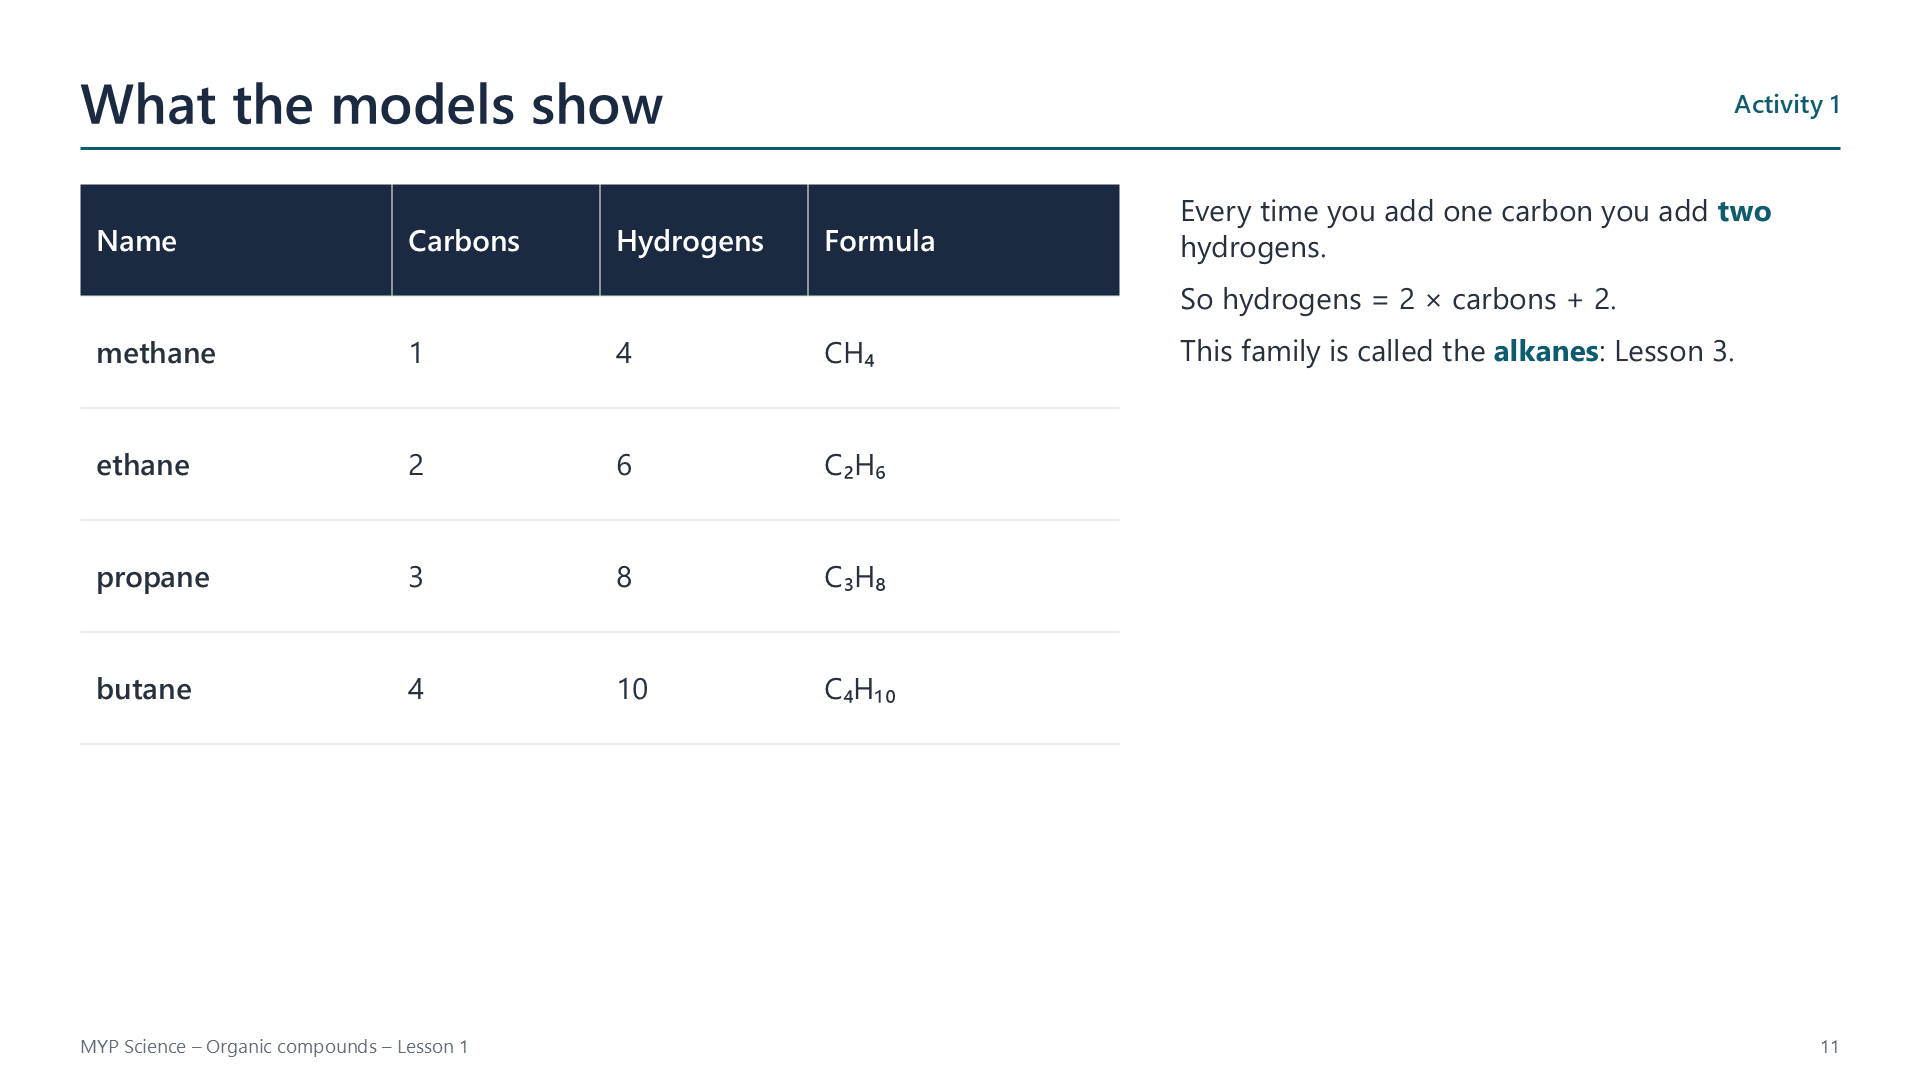 What the models show
Activity 1
Name Carbons Hydrogens Formula
methane 1 4 CH₄
ethane 2 6 C₂H₆
propane 3 8 C₃H₈
butane 4 10 C₄H₁₀
Every time you add one carbon you add two
hydrogens.
So hydrogens = 2 × carbons + 2.
This family is called the alkanes: Lesson 3.
MYP Science – Organic compounds – Lesson 1
11